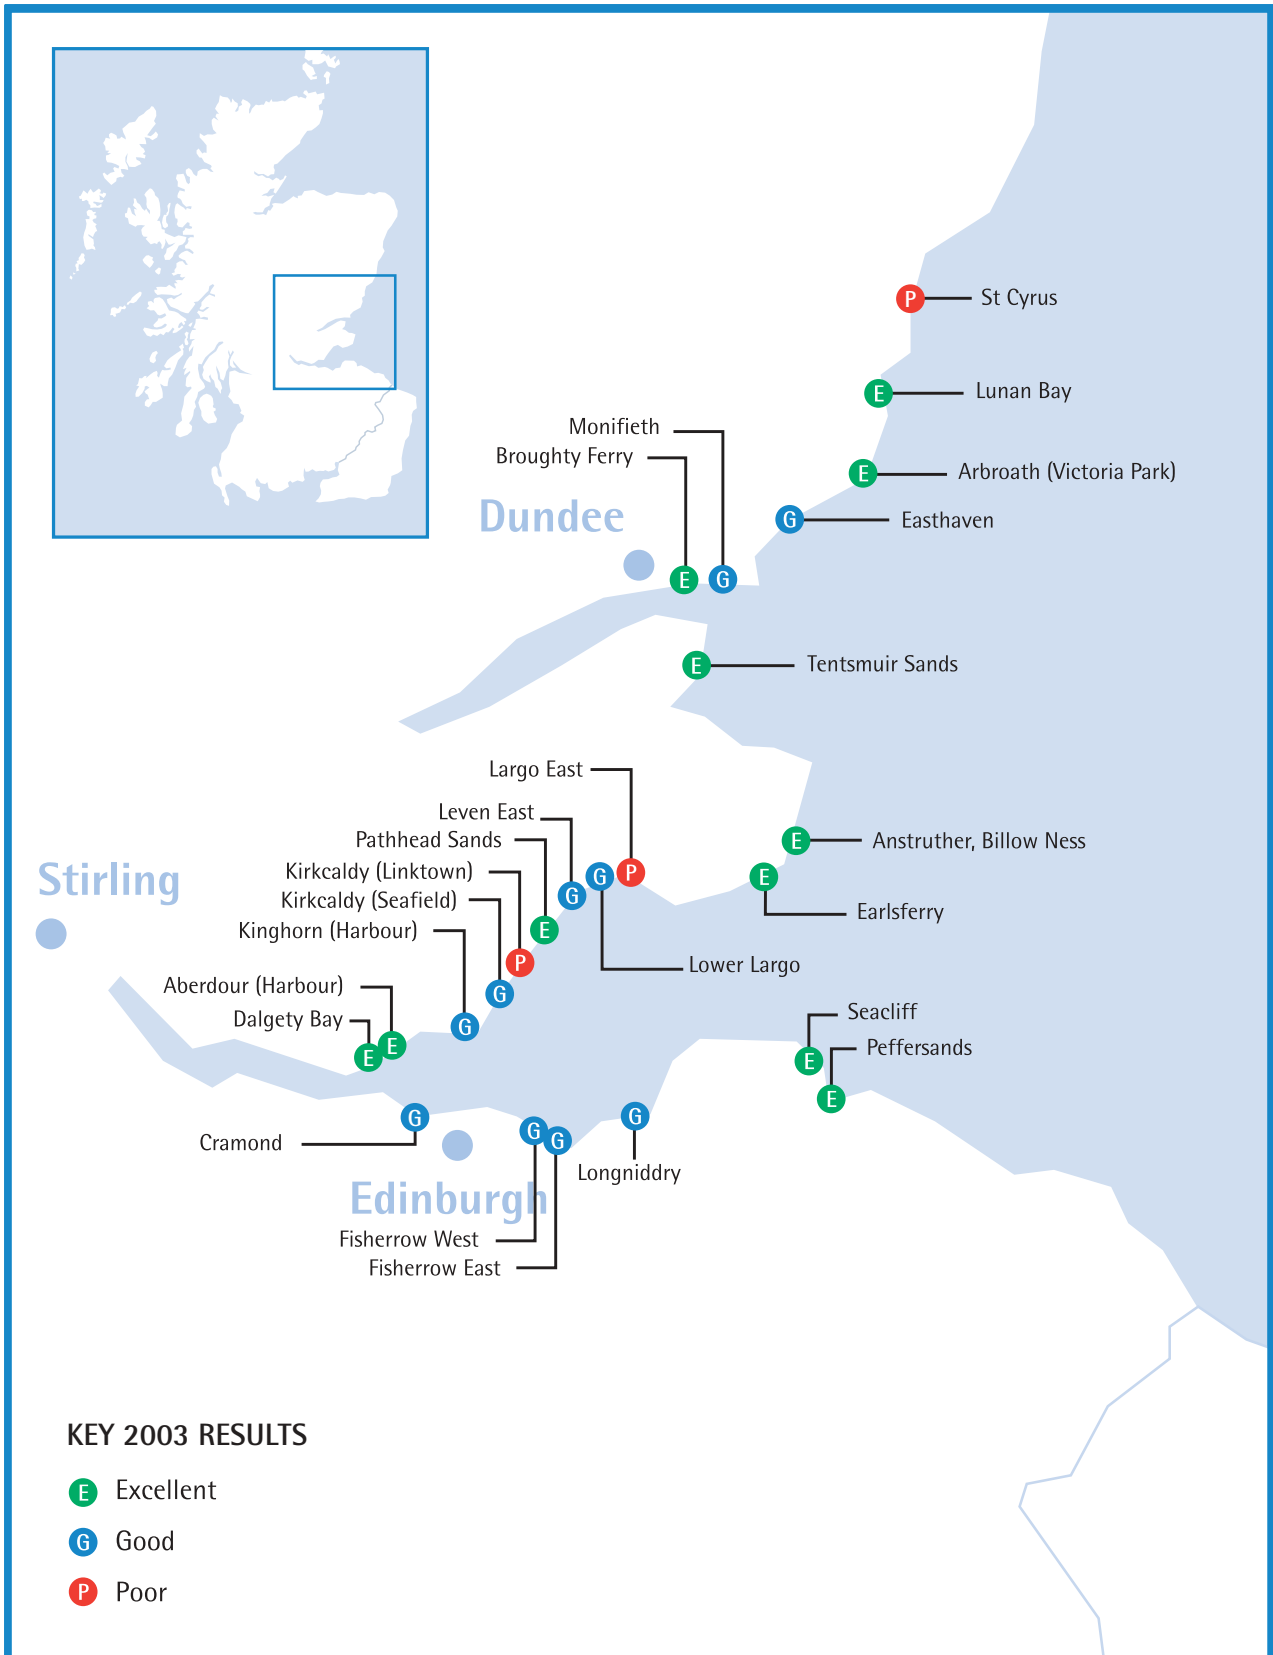 P St Cyrus
E Lunan Bay
Monifieth
Broughty Ferry
E Arbroath (Victoria Park)
Dundee
G Easthaven
E G
E Tentsmuir Sands
Largo East
Leven East
Pathhead Sands
E Anstruther, Billow Ness
Stirling
Kirkcaldy (Linktown)
G P E
Kirkcaldy (Seafield)
G
Earlsferry
Kinghorn (Harbour)
E
P
Lower Largo
Aberdour (Harbour)
G
Seacliff
Dalgety Bay
G
E E
Peffersands
E
E
G
G
G G
Cramond
Longniddry
Edinburgh
Fisherrow West
Fisherrow East
KEY 2003 RESULTS
E Excellent
G Good
P Poor